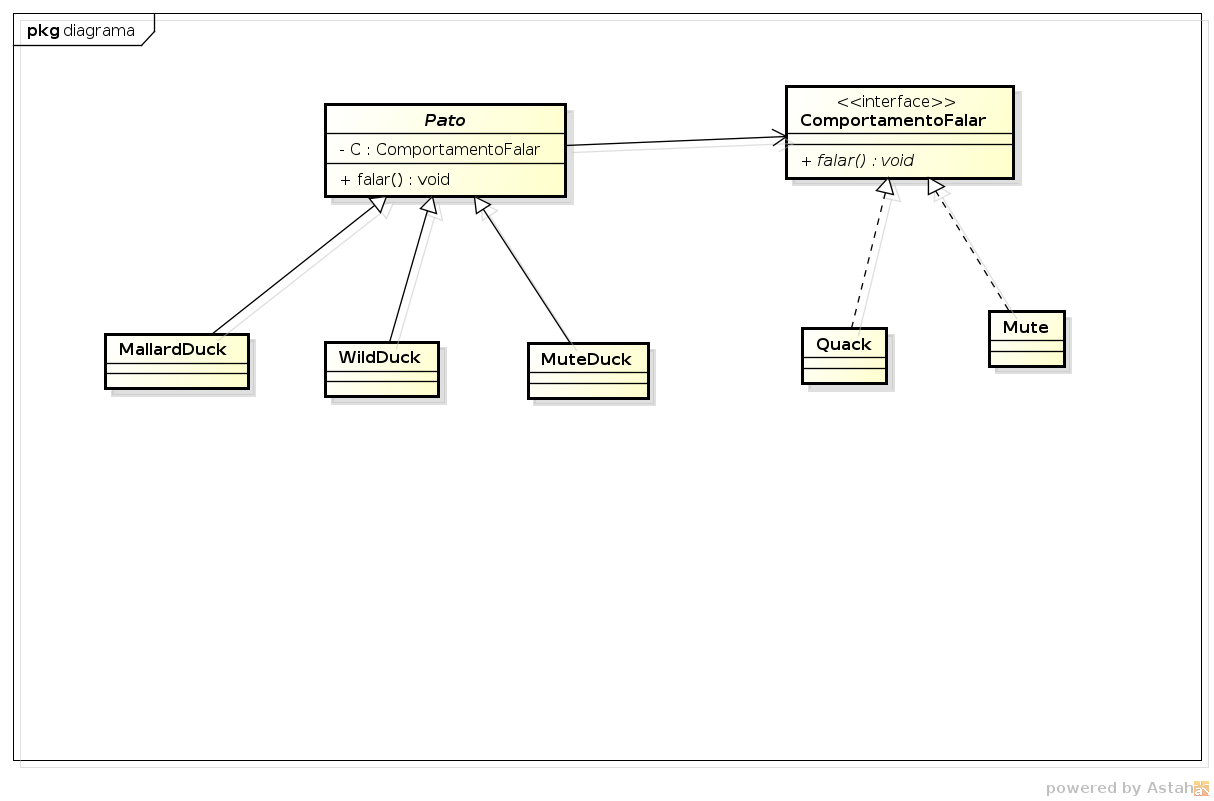 pkg diagrama
Pato
- C : ComportamentoFalar
+ falar() : void
<<interface>>
ComportamentoFalar
+ falar() : void
MallardDuck
WildDuck
MuteDuck
Quack
Mute
powered by Astah